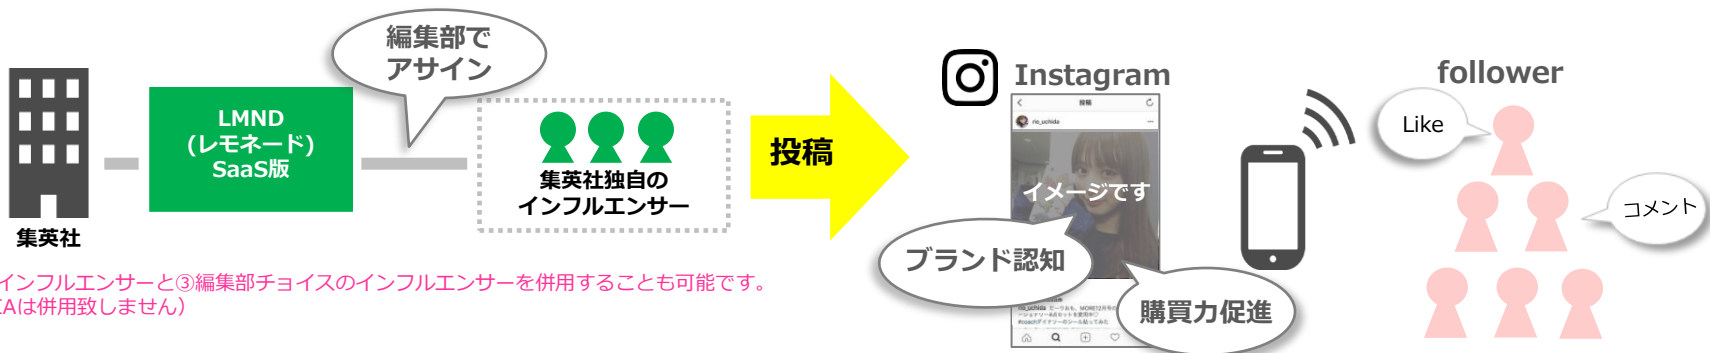 編集部で
アサイン
LMND
(レモネード)
SaaS版
集英社独自の
インフルエンサー
集英社
投稿
Instagram
投稿
rio_uchida
イメージです
ブランド認知
購買力促進
follower
Like
コメント
インフルエンサーと③編集部チョイスのインフルエンサーを併用することも可能です。
は併用致しません）